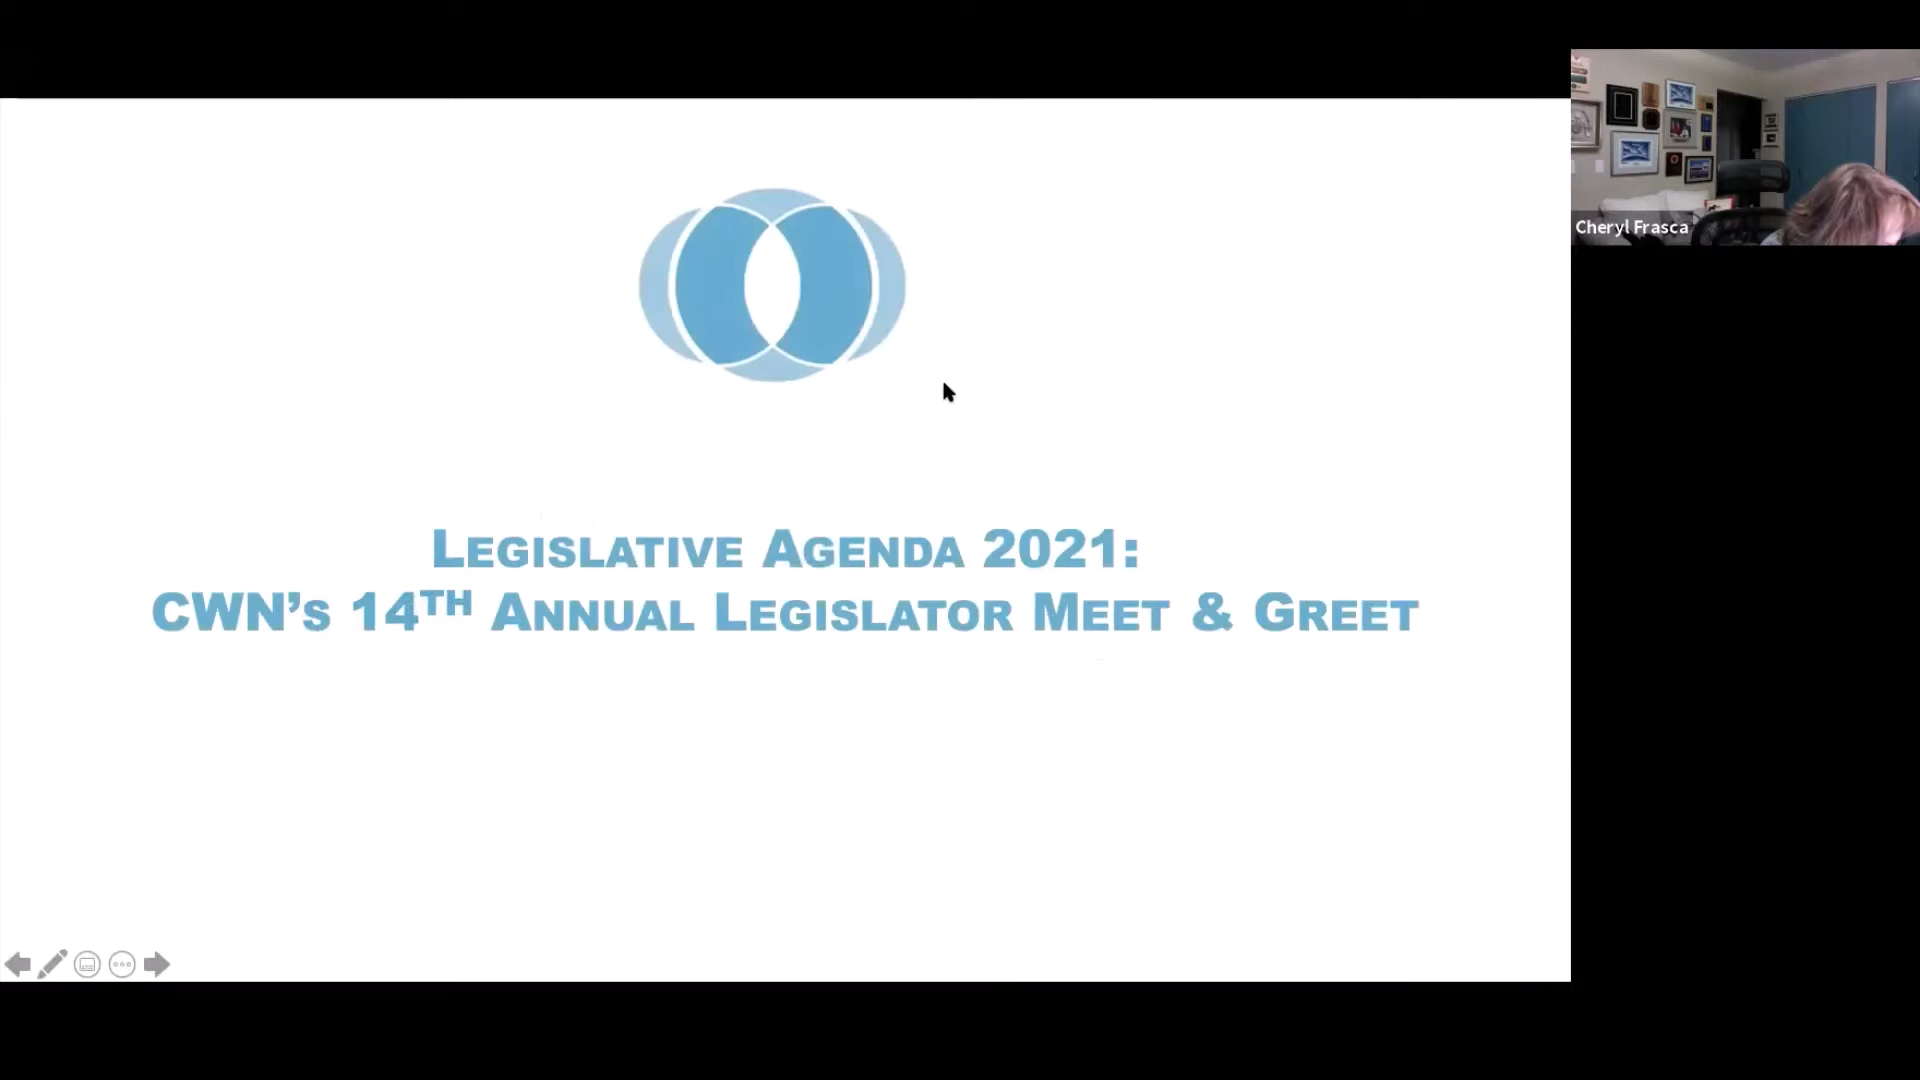 Cheryl Frasca
LEGISLATIVE AGENDA 2021:
CWN'S 14TH ANNUAL LEGISLATOR MEET & GREET